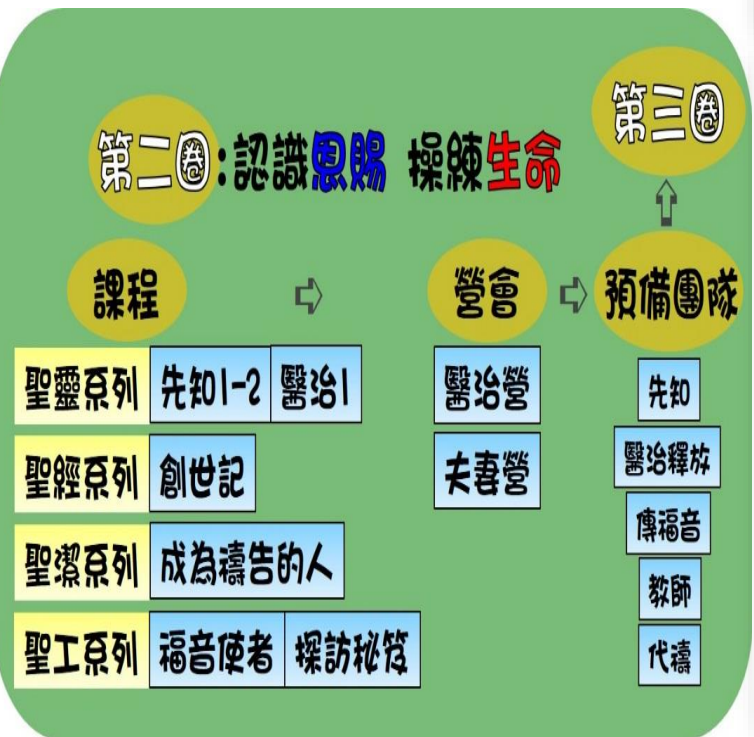 第三圈
第二圈:認識恩賜 操練生命
課程 ⇨ 營會 ⇨ 預備團隊
聖靈系列 先知1-2 醫治1 醫治營 先知
聖經系列 創世記 夫妻營 醫治釋放
傳福音
聖潔系列 成為禱告的人 教師
聖工系列 福音使者 探訪秘笈 代禱